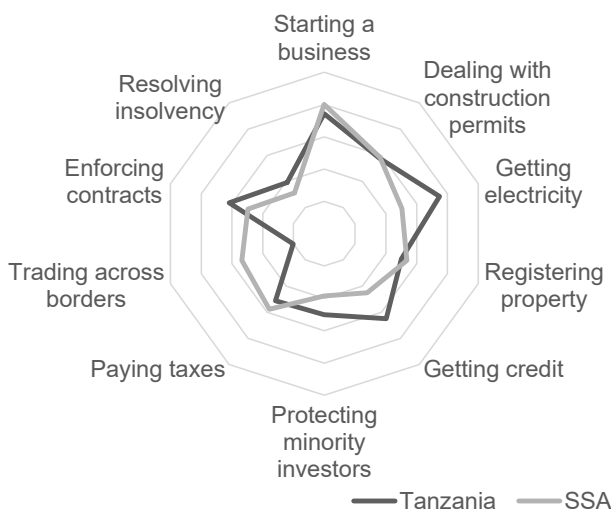 Starting a
business
Dealing with
construction
permits
Getting
electricity
Registering
property
Getting credit
Protecting
minority
investors
Paying taxes
Trading across
borders
Enforcing
contracts
Resolving
insolvency
Tanzania
SSA